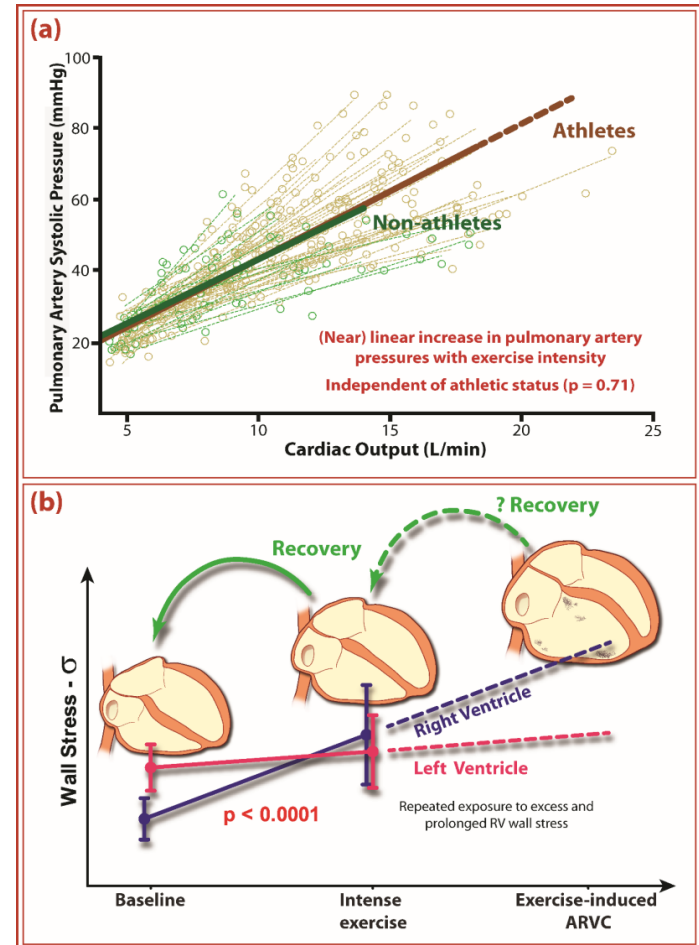 (a)
Pulmonary Artery Systolic Pressure (mmHg)
100
80
60
40
20
Athletes
Non-athletes
(Near) linear increase in pulmonary artery
pressures with exercise intensity
Independent of athletic status (p = 0.71)
5
10
15
20
25
Cardiac Output (L/min)
(b)
? Recovery
Recovery
Wall Stress - σ
Right Ventricle
Left Ventricle
p < 0.0001
Repeated exposure to excess and
prolonged RV wall stress
Baseline
Intense
exercise
Exercise-induced
ARVC